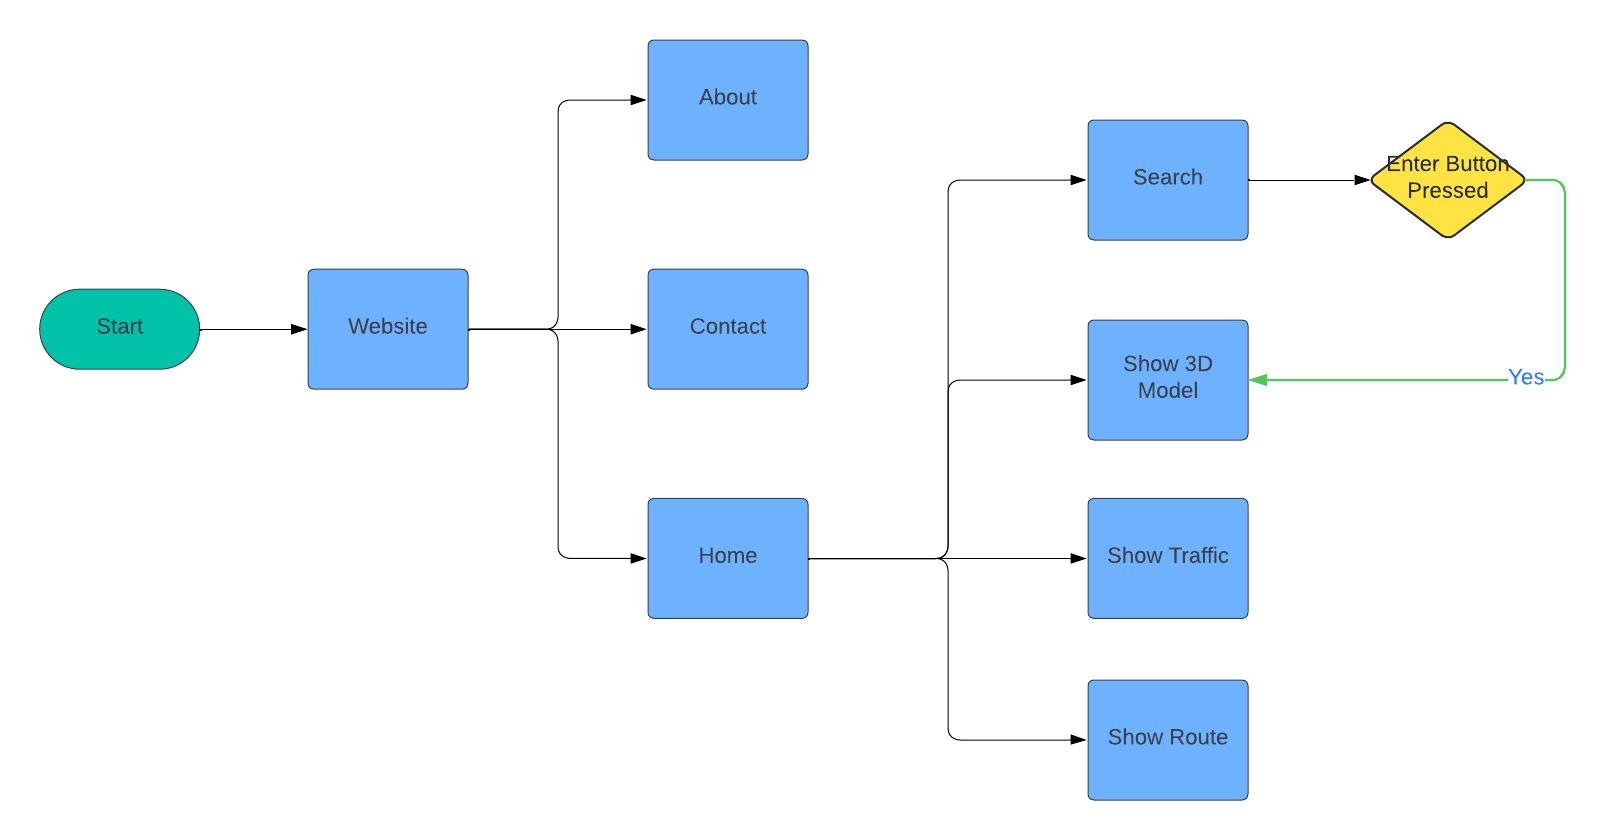 Start
Website
About
Contact
Home
Search
Show 3D
Model
Show Traffic
Show Route
Enter Button
Pressed
Yes